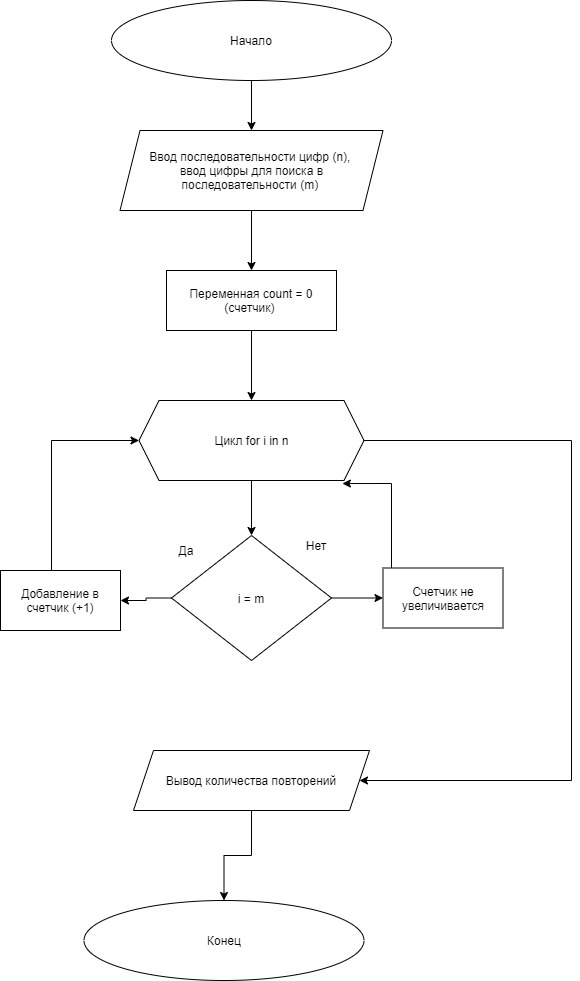 Начало
Ввод последовательности цифр (n),
ввод цифры для поиска в
последовательности (m)
Переменная count = 0
(счетчик)
Цикл for i in n
Да
Нет
Добавление в
счетчик (+1)
i = m
Счетчик не
увеличивается
Вывод количества повторений
Конец